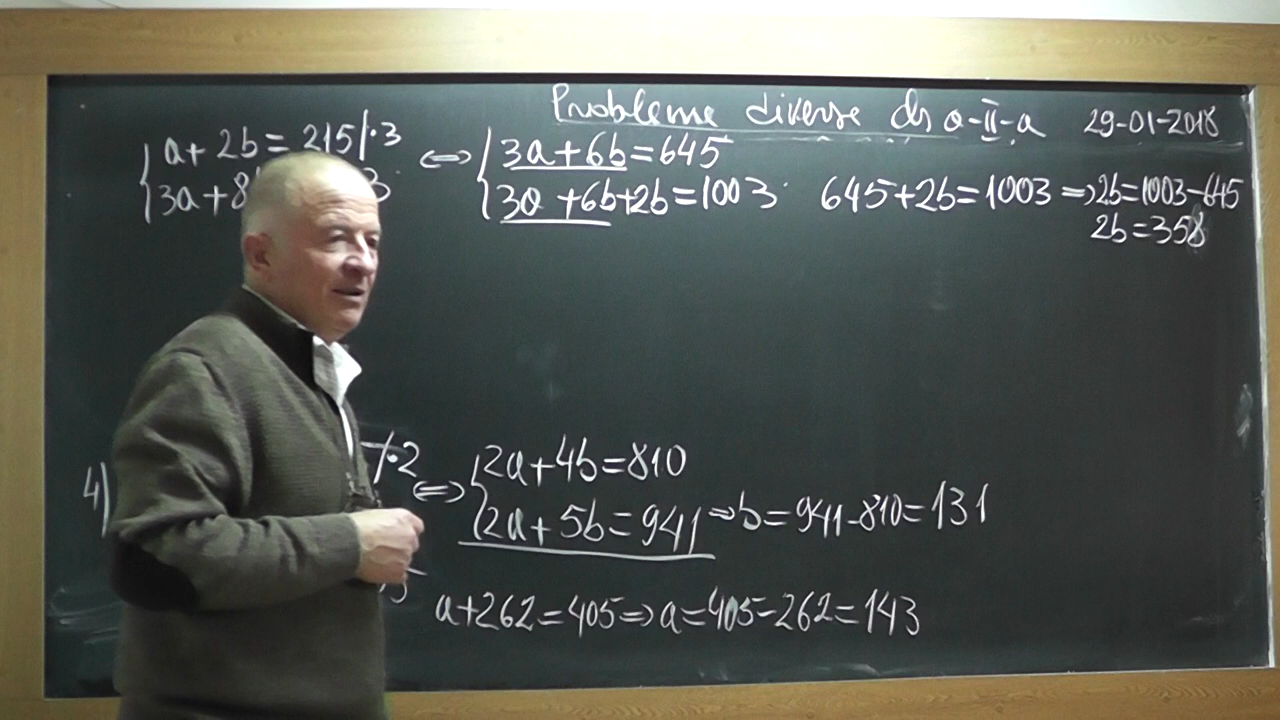 Probleme diverse cls a-II-a 29-01-2018
a+2b=215|·3 ⇔ 3a+6b=645
3a+8 3 3a+6b+2b=1003 645+2b=1003 ⇒ 2b=1003-645
2b=358
4) ·2 ⇔ 2a+4b=810
2a+5b=941 ⇒ b=941-810=131
a+262=405 ⇒ a=405-262=143